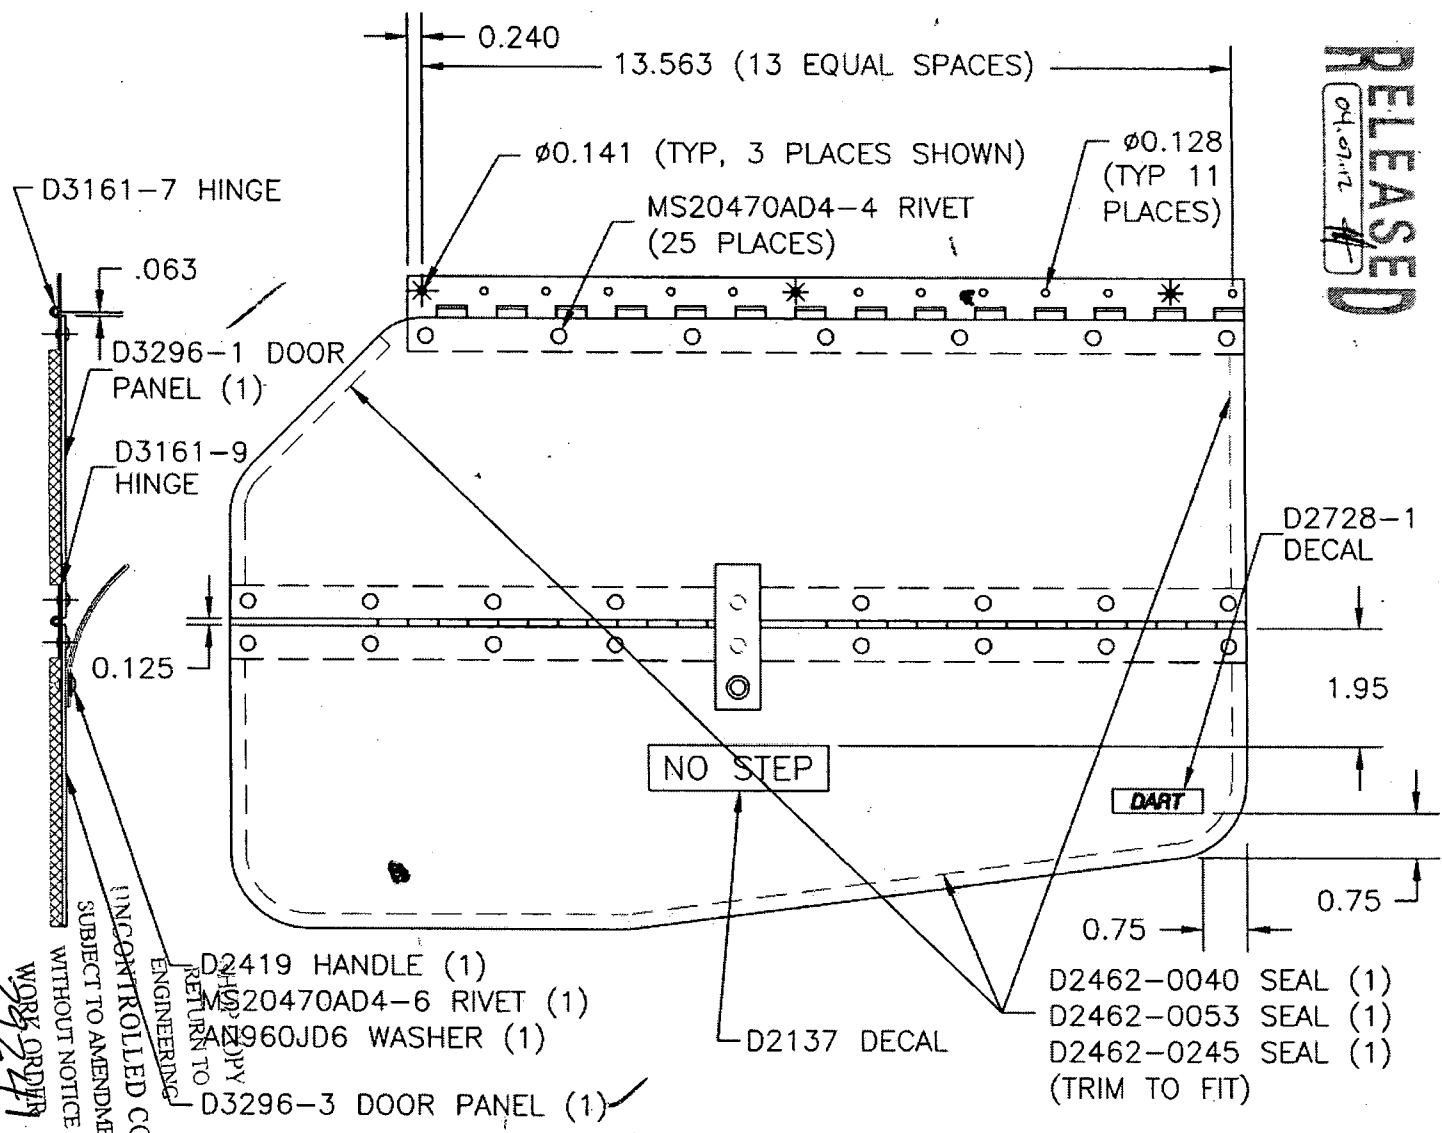 0.240
13.563 (13 EQUAL SPACES)
RELEASED
04.07.12
Ø0.141 (TYP, 3 PLACES SHOWN)
Ø0.128
(TYP 11
PLACES)
D3161-7 HINGE
MS20470AD4-4 RIVET
(25 PLACES)
.063
D3296-1 DOOR
PANEL (1)
D3161-9
HINGE
D2728-1
DECAL
0.125
1.95
NO STEP
DART
0.75
0.75
D2419 HANDLE (1)
MS20470AD4-6 RIVET (1)
AN960JD6 WASHER (1)
D2137 DECAL
D2462-0040 SEAL (1)
D2462-0053 SEAL (1)
D2462-0245 SEAL (1)
(TRIM TO FIT)
D3296-3 DOOR PANEL (1)
COPY
RETURN TO
ENGINEERING
UNCONTROLLED CO
SUBJECT TO AMENDME
WITHOUT NOTICE
WORK ORDER